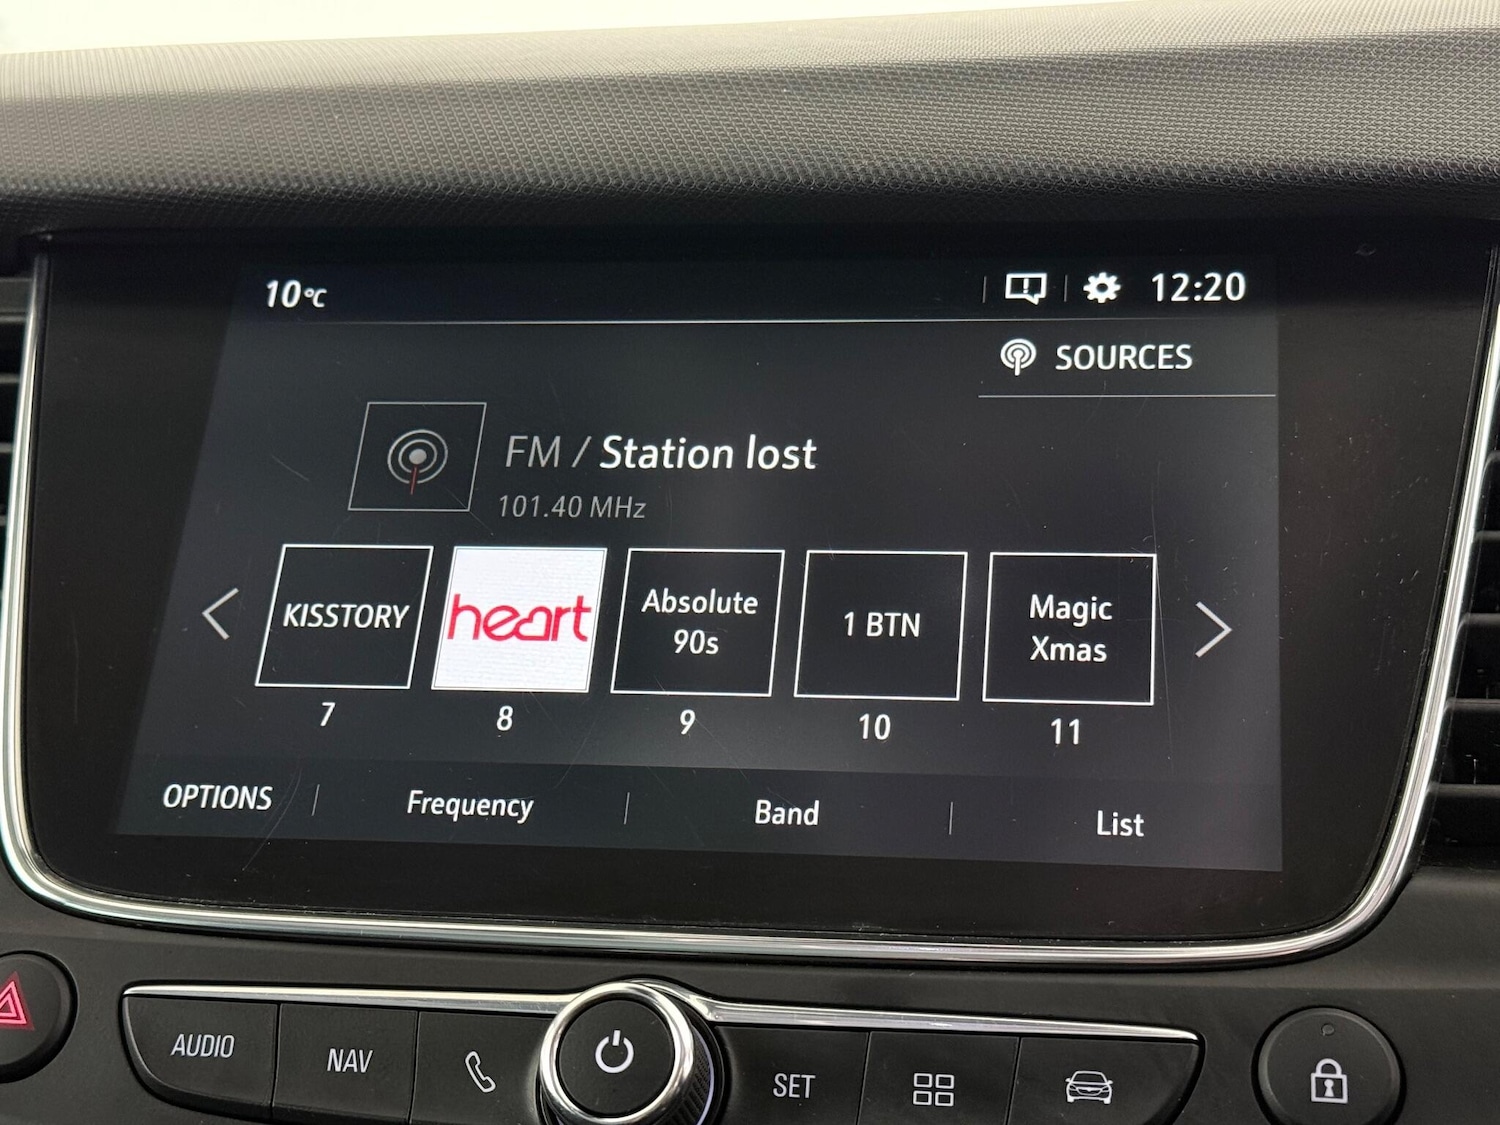 10°C
12:20
SOURCES
FM / Station lost
101.40 MHz
KISSTORY
heart
Absolute
90s
1 BTN
Magic
Xmas
7
8
9
10
11
OPTIONS
Frequency
Band
List
AUDIO
NAV
SET